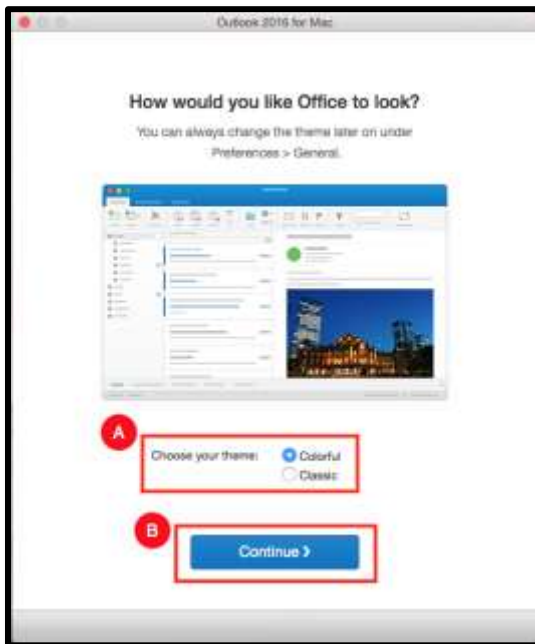 Outlook 2016 for Mac
How would you like Office to look?
You can always change the theme later on under
Preferences > General.
A
Choose your theme:
Colorful
Classic
B
Continue ❯